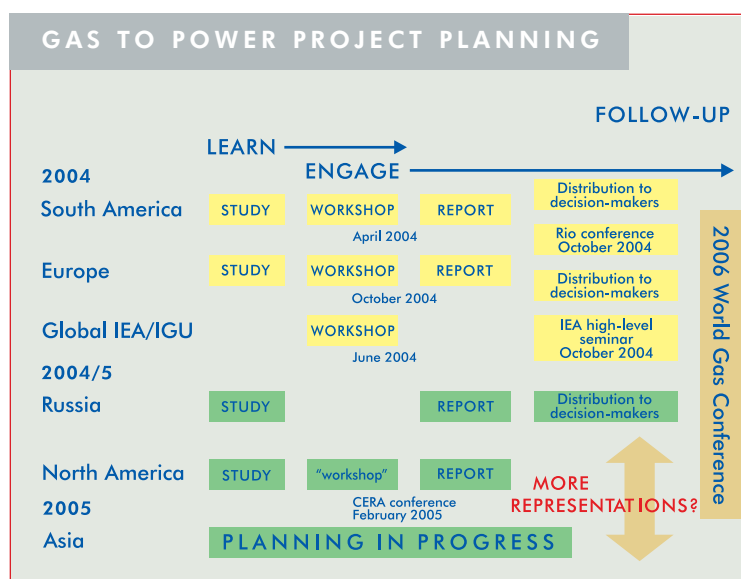 GAS TO POWER PROJECT PLANNING
FOLLOW-UP
LEARN
ENGAGE
2004
South America
STUDY
WORKSHOP
REPORT
Distribution to
decision-makers
April 2004
Rio conference
October 2004
Europe
STUDY
WORKSHOP
REPORT
Distribution to
decision-makers
October 2004
Global IEA/IGU
WORKSHOP
IEA high-level
seminar
October 2004
June 2004
2004/5
Russia
STUDY
REPORT
Distribution to
decision-makers
North America
STUDY
"workshop"
REPORT
CERA conference
February 2005
MORE
REPRESENTATIONS?
2005
Asia
PLANNING IN PROGRESS
2006 World Gas Conference